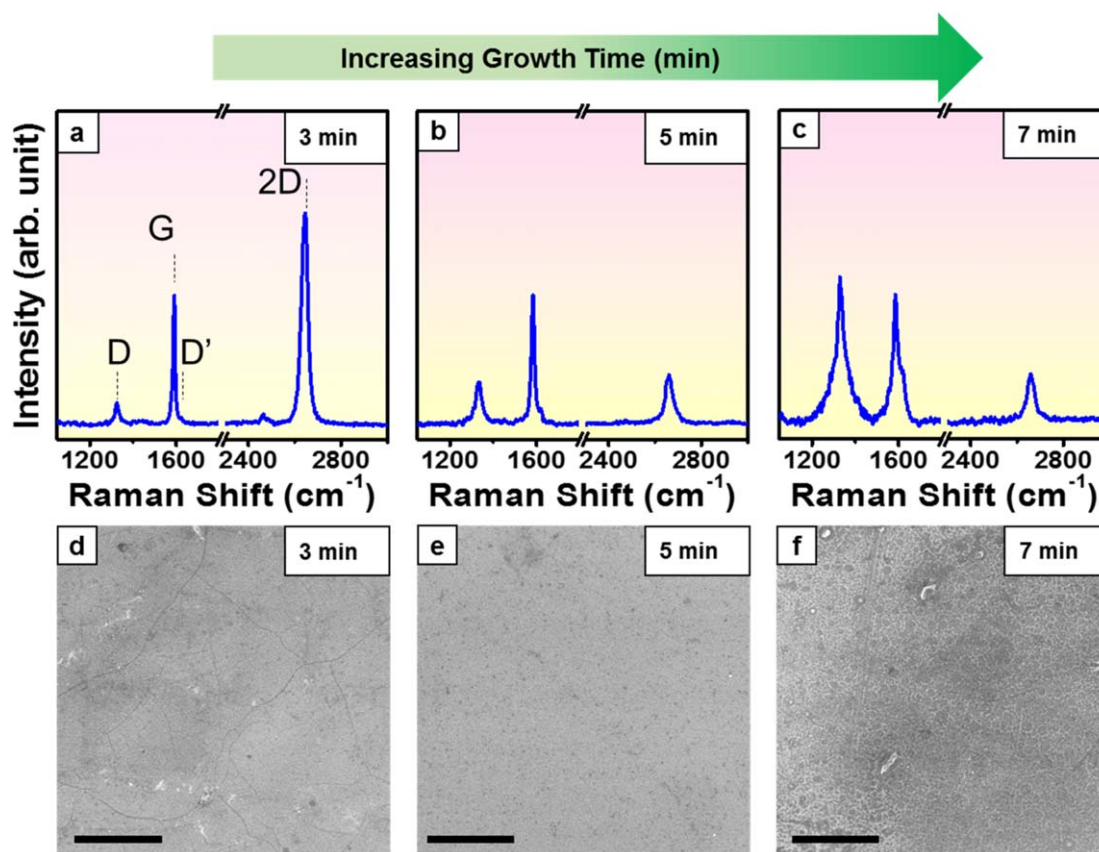 Increasing Growth Time (min)
a
3 min
b
5 min
c
7 min
2D
G
D
D’
Intensity (arb. unit)
1200 1600 2400 2800
1200 1600 2400 2800
1200 1600 2400 2800
Raman Shift (cm⁻¹)
Raman Shift (cm⁻¹)
Raman Shift (cm⁻¹)
d
3 min
e
5 min
f
7 min